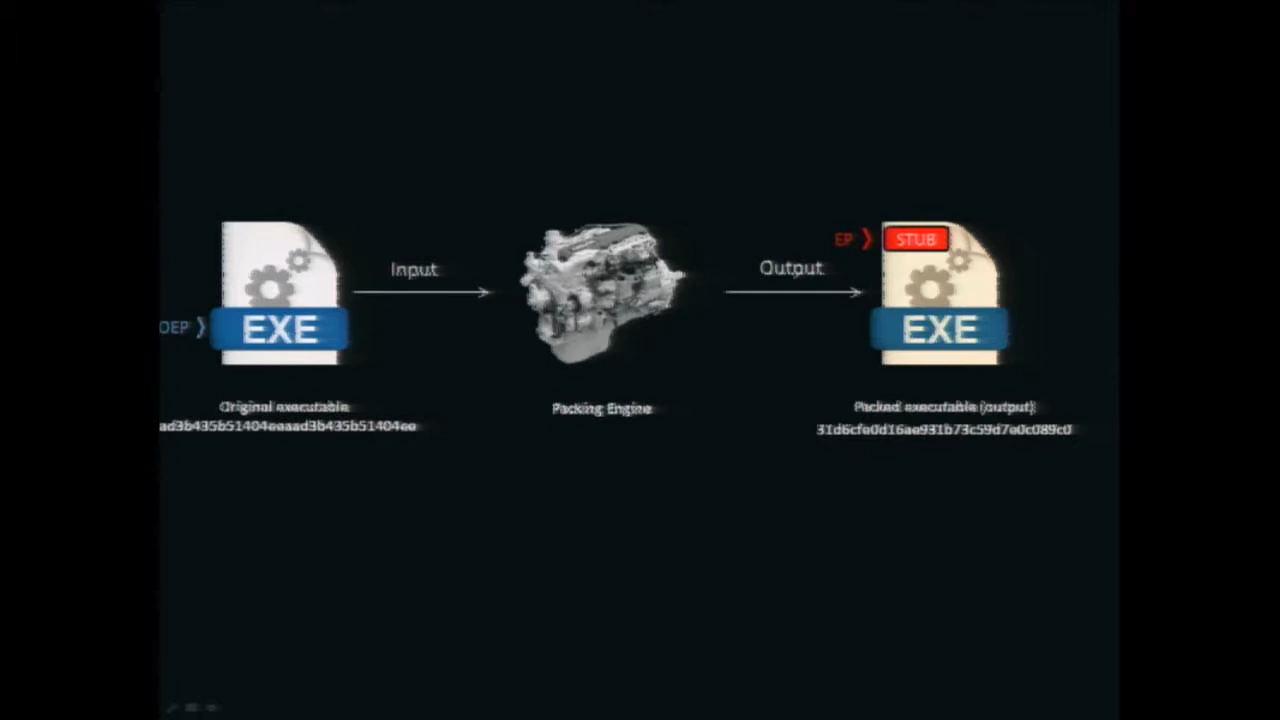 EP
STUB
Input
Output
OEP
EXE
EXE
Original executable
ad3b435b51404eeaad3b435b51404ee
Packing Engine
Packed executable (output)
31d6cfe0d16ae931b73c59d7e0c089c0